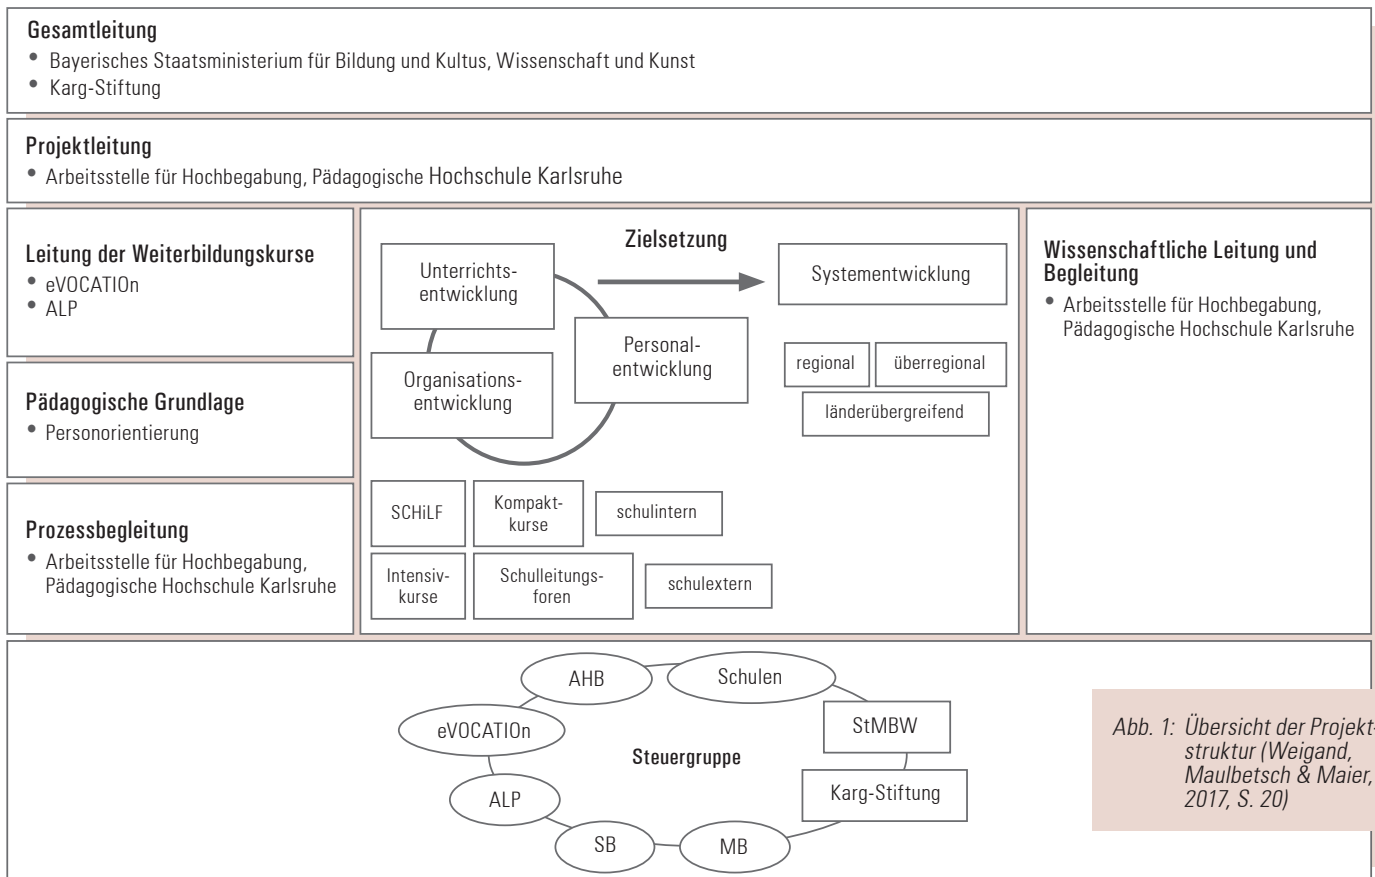 Gesamtleitung
• Bayerisches Staatsministerium für Bildung und Kultus, Wissenschaft und Kunst
• Karg-Stiftung
Projektleitung
• Arbeitsstelle für Hochbegabung, Pädagogische Hochschule Karlsruhe
Leitung der Weiterbildungskurse
• eVOCATIOn
• ALP
Pädagogische Grundlage
• Personorientierung
Prozessbegleitung
• Arbeitsstelle für Hochbegabung,
Pädagogische Hochschule Karlsruhe
Zielsetzung
Unterrichts-
entwicklung
Personal-
entwicklung
Organisations-
entwicklung
Systementwicklung
regional
überregional
länderübergreifend
SCHiLF
Kompakt-
kurse
schulintern
Intensiv-
kurse
Schulleitungs-
foren
schulextern
Wissenschaftliche Leitung und
Begleitung
• Arbeitsstelle für Hochbegabung,
Pädagogische Hochschule Karlsruhe
AHB
Schulen
eVOCATIOn
StMBW
Steuergruppe
ALP
Karg-Stiftung
SB
MB
Abb. 1: Übersicht der Projekt-
struktur (Weigand,
Maulbetsch & Maier,
2017, S. 20)